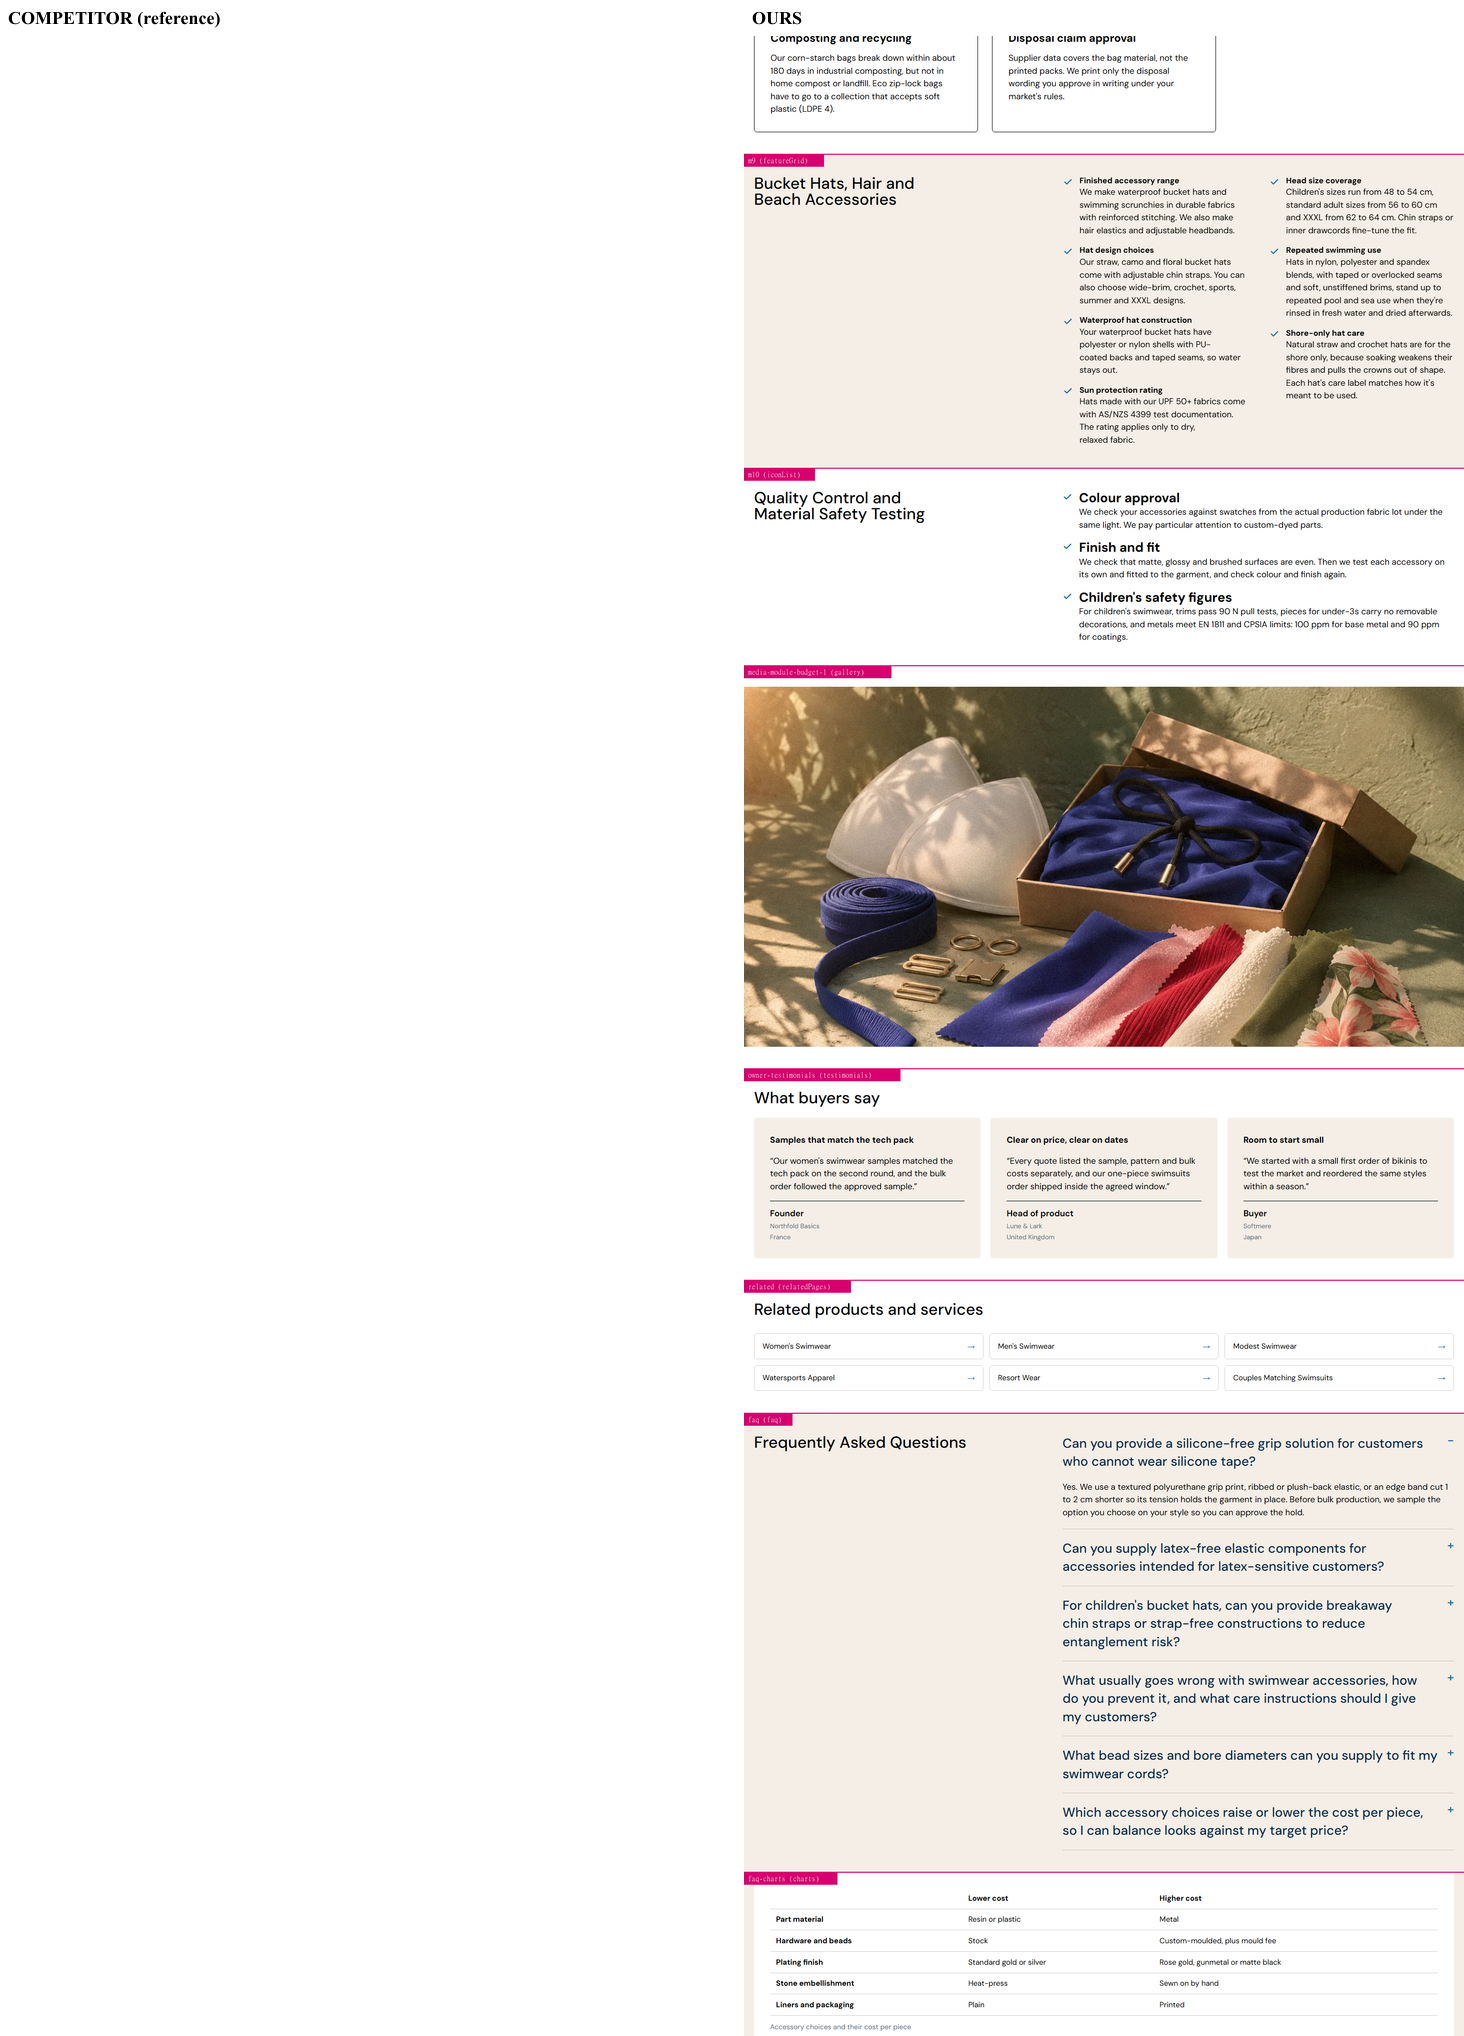 COMPETITOR (reference)
OURS
Composting and recycling
Our corn-starch bags break down within about
180 days in industrial composting, but not in
home compost or landfill. Eco zip-lock bags
have to go to a collection that accepts soft
plastic (LDPE 4).
Disposal claim approval
Supplier data covers the bag material, not the
printed packs. We print only the disposal
wording you approve in writing under your
market's rules.
m9 (featureGrid)
Bucket Hats, Hair and
Beach Accessories
Finished accessory range
We make waterproof bucket hats and
swimming scrunchies in durable fabrics
with reinforced stitching. We also make
hair elastics and adjustable headbands.
Hat design choices
Our straw, camo and floral bucket hats
come with adjustable chin straps. You can
also choose wide-brim, crochet, sports,
summer and XXXL designs.
Waterproof hat construction
Your waterproof bucket hats have
polyester or nylon shells with PU-
coated backs and taped seams, so water
stays out.
Sun protection rating
Hats made with our UPF 50+ fabrics come
with AS/NZS 4399 test documentation.
The rating applies only to dry,
relaxed fabric.
Head size coverage
Children's sizes run from 48 to 54 cm,
standard adult sizes from 56 to 60 cm
and XXXL from 62 to 64 cm. Chin straps or
inner drawcords fine-tune the fit.
Repeated swimming use
Hats in nylon, polyester and spandex
blends, with taped or overlocked seams
and soft, unstiffened brims, stand up to
repeated pool and sea use when they're
rinsed in fresh water and dried afterwards.
Shore-only hat care
Natural straw and crochet hats are for the
shore only, because soaking weakens their
fibres and pulls the crowns out of shape.
Each hat's care label matches how it's
meant to be used.
m10 (iconList)
Quality Control and
Material Safety Testing
Colour approval
We check your accessories against swatches from the actual production fabric lot under the
same light. We pay particular attention to custom-dyed parts.
Finish and fit
We check that matte, glossy and brushed surfaces are even. Then we test each accessory on
its own and fitted to the garment, and check colour and finish again.
Children's safety figures
For children's swimwear, trims pass 90 N pull tests, pieces for under-3s carry no removable
decorations, and metals meet EN 1811 and CPSIA limits: 100 ppm for base metal and 90 ppm
for coatings.
media-module-budget-1 (gallery)
owner-testimonials (testimonials)
What buyers say
Samples that match the tech pack
“Our women's swimwear samples matched the
tech pack on the second round, and the bulk
order followed the approved sample.”
Founder
Northfold Basics
France
Clear on price, clear on dates
“Every quote listed the sample, pattern and bulk
costs separately, and our one-piece swimsuits
order shipped inside the agreed window.”
Head of product
Lune & Lark
United Kingdom
Room to start small
“We started with a small first order of bikinis to
test the market and reordered the same styles
within a season.”
Buyer
Softmere
Japan
related (relatedPages)
Related products and services
Women's Swimwear →
Men's Swimwear →
Modest Swimwear →
Watersports Apparel →
Resort Wear →
Couples Matching Swimsuits →
faq (faq)
Frequently Asked Questions
Can you provide a silicone-free grip solution for customers −
who cannot wear silicone tape?
Yes. We use a textured polyurethane grip print, ribbed or plush-back elastic, or an edge band cut 1
to 2 cm shorter so its tension holds the garment in place. Before bulk production, we sample the
option you choose on your style so you can approve the hold.
Can you supply latex-free elastic components for +
accessories intended for latex-sensitive customers?
For children's bucket hats, can you provide breakaway +
chin straps or strap-free constructions to reduce
entanglement risk?
What usually goes wrong with swimwear accessories, how +
do you prevent it, and what care instructions should I give
my customers?
What bead sizes and bore diameters can you supply to fit my +
swimwear cords?
Which accessory choices raise or lower the cost per piece, +
so I can balance looks against my target price?
faq-charts (charts)
Lower cost Higher cost
Part material Resin or plastic Metal
Hardware and beads Stock Custom-moulded, plus mould fee
Plating finish Standard gold or silver Rose gold, gunmetal or matte black
Stone embellishment Heat-press Sewn on by hand
Liners and packaging Plain Printed
Accessory choices and their cost per piece